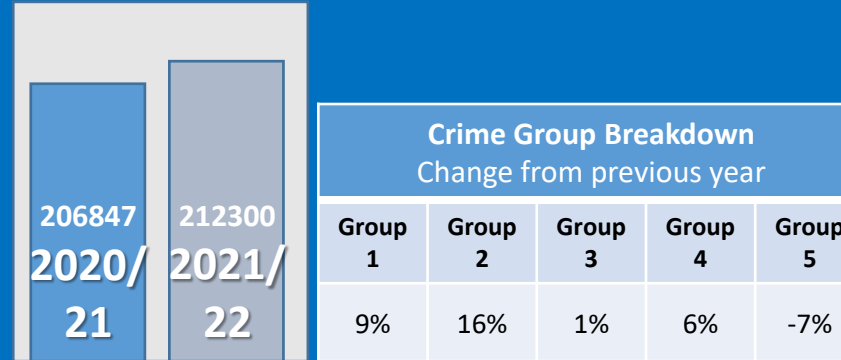 206847
2020/
21
212300
2021/
22
Crime Group Breakdown
Change from previous year
Group
1
Group
2
Group
3
Group
4
Group
5
9%
16%
1%
6%
-7%